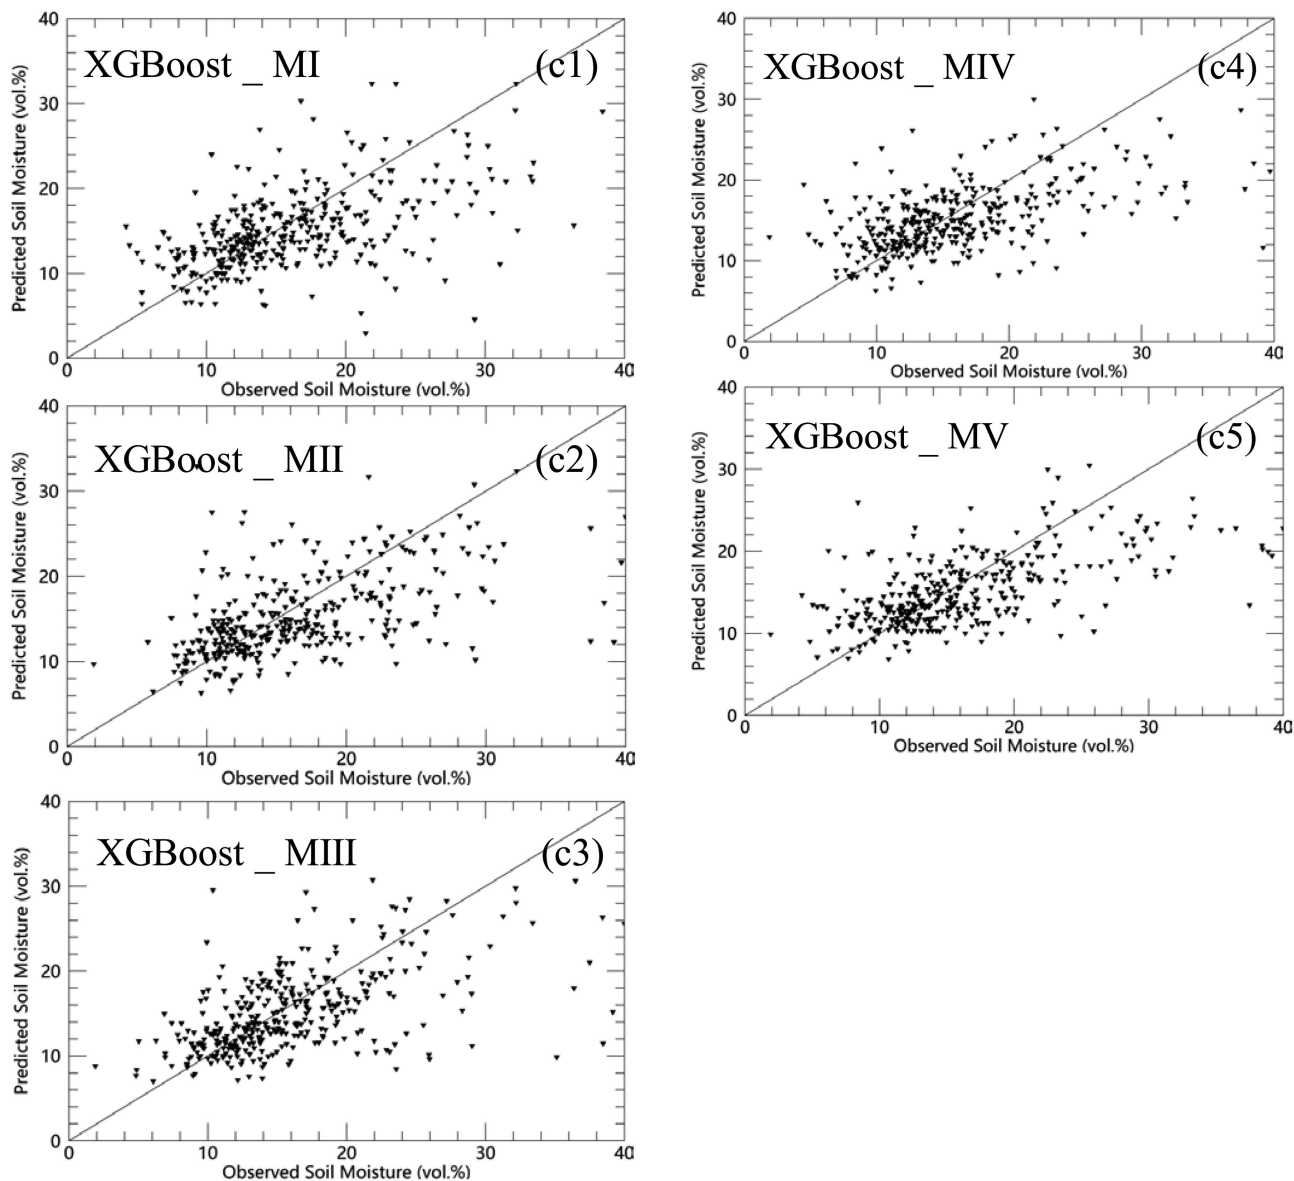 XGBoost _ MI (c1)
Predicted Soil Moisture (vol.%)
40
30
20
10
0
0 10 20 30 40
Observed Soil Moisture (vol.%)
XGBoost _ MII (c2)
Predicted Soil Moisture (vol.%)
40
30
20
10
0
0 10 20 30 40
Observed Soil Moisture (vol.%)
XGBoost _ MIII (c3)
Predicted Soil Moisture (vol.%)
40
30
20
10
0
0 10 20 30 40
Observed Soil Moisture (vol.%)
XGBoost _ MIV (c4)
Predicted Soil Moisture (vol.%)
40
30
20
10
0
0 10 20 30 40
Observed Soil Moisture (vol.%)
XGBoost _ MV (c5)
Predicted Soil Moisture (vol.%)
40
30
20
10
0
0 10 20 30 40
Observed Soil Moisture (vol.%)